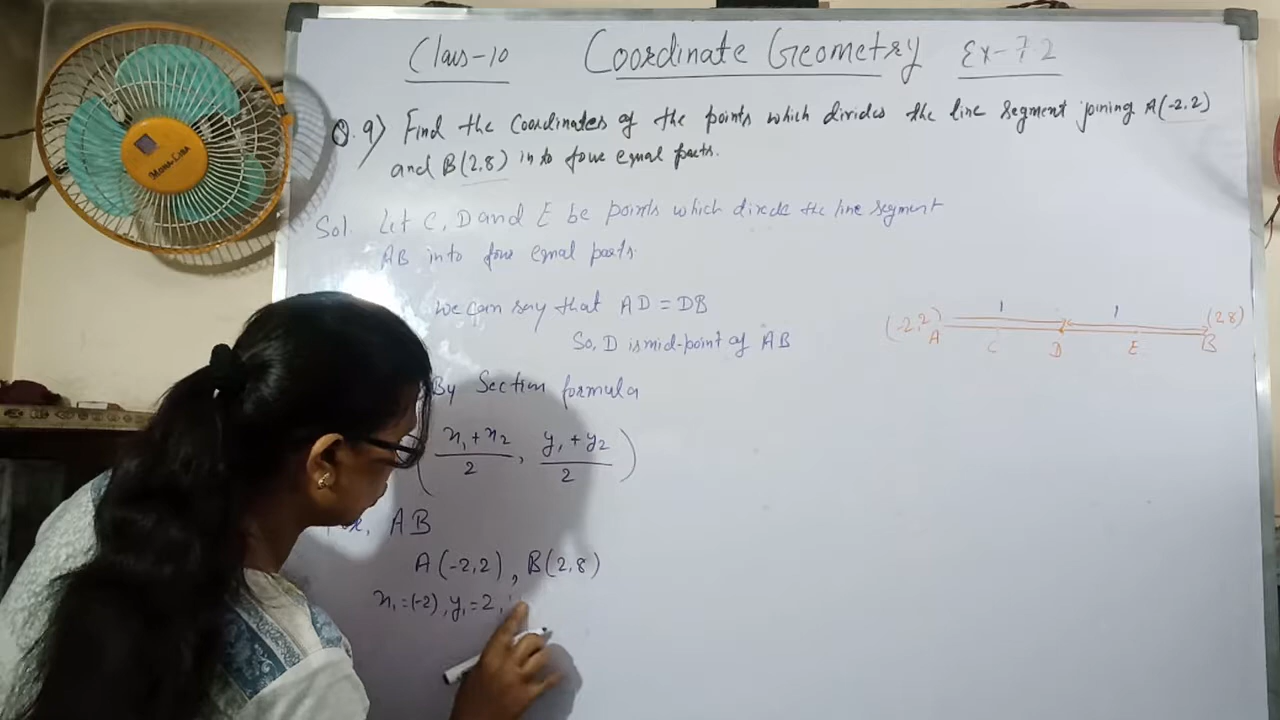 Class-10 Coordinate Geometry Ex-7.2
Q.9) Find the Coordinates of the points which divides the line segment joining A(-2,2)
and B(2,8) in to four equal parts.
Sol. Let C, D and E be points which divide the line segment
AB into four equal parts.
we can say that AD = DB
So, D is mid-point of AB
(-2,2) 1 1 (2,8)
A C D E B
By Section formula
( x₁+x₂/2 , y₁+y₂/2 )
AB
A(-2,2), B(2,8)
x₁=(-2), y₁=2,
MOHA CIBA